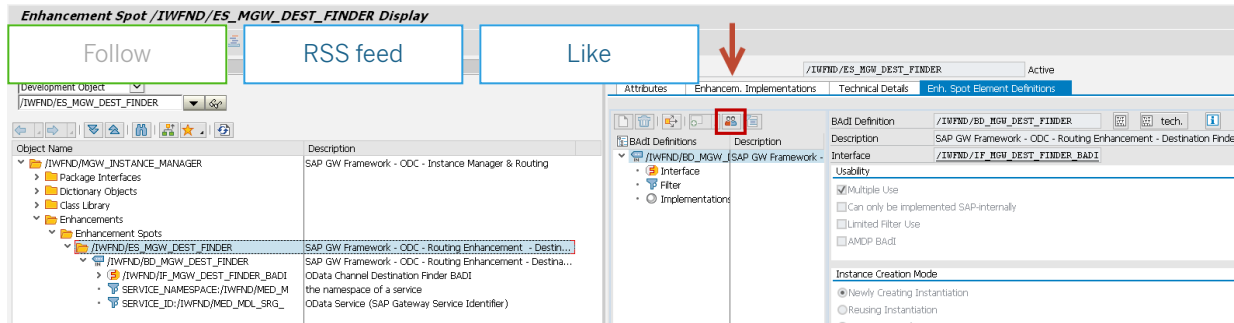 Enhancement Spot /IWFND/ES_MGW_DEST_FINDER Display
Follow
RSS feed
Like
/IWFND/ES_MGW_DEST_FINDER Active
Development Object
/IWFND/ES_MGW_DEST_FINDER
Attributes Enhancem. Implementations Technical Details Enh. Spot Element Definitions
Object Name Description
/IWFND/MGW_INSTANCE_MANAGER SAP GW Framework - ODC - Instance Manager & Routing
Package Interfaces
Dictionary Objects
Class Library
Enhancements
Enhancement Spots
/IWFND/ES_MGW_DEST_FINDER SAP GW Framework - ODC - Routing Enhancement - Destin...
/IWFND/BD_MGW_DEST_FINDER SAP GW Framework - ODC - Routing Enhancement - Destina...
/IWFND/IF_MGW_DEST_FINDER_BADI OData Channel Destination Finder BADI
SERVICE_NAMESPACE:/IWFND/MED_M the namespace of a service
SERVICE_ID:/IWFND/MED_MDL_SRG_ OData Service (SAP Gateway Service Identifier)
BAdI Definitions Description
/IWFND/BD_MGW_ SAP GW Framework -
Interface
Filter
Implementations
BAdI Definition /IWFND/BD_MGW_DEST_FINDER tech.
Description SAP GW Framework - ODC - Routing Enhancement - Destination Finde
Interface /IWFND/IF_MGW_DEST_FINDER_BADI
Usability
Multiple Use
Can only be implemented SAP-internally
Limited Filter Use
AMDP BAdI
Instance Creation Mode
Newly Creating Instantiation
Reusing Instantiation